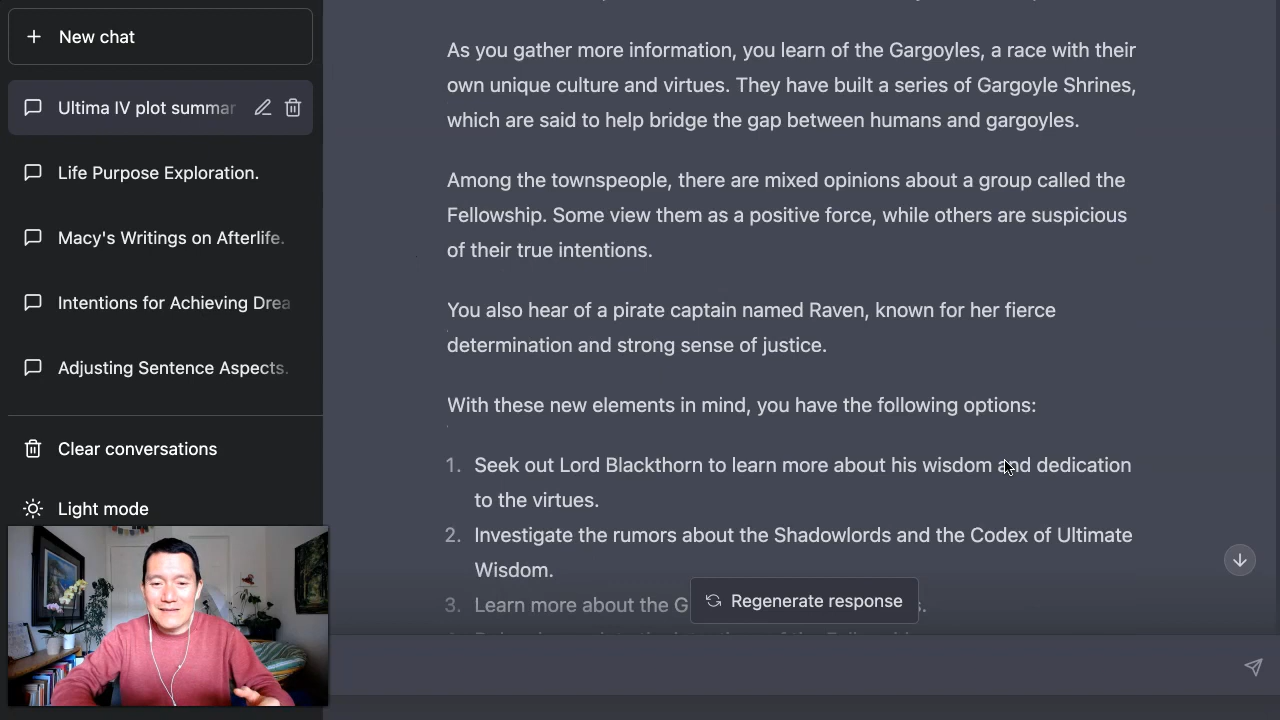 New chat
Ultima IV plot summar
Life Purpose Exploration.
Macy's Writings on Afterlife.
Intentions for Achieving Drea
Adjusting Sentence Aspects.
Clear conversations
Light mode
As you gather more information, you learn of the Gargoyles, a race with their
own unique culture and virtues. They have built a series of Gargoyle Shrines,
which are said to help bridge the gap between humans and gargoyles.
Among the townspeople, there are mixed opinions about a group called the
Fellowship. Some view them as a positive force, while others are suspicious
of their true intentions.
You also hear of a pirate captain named Raven, known for her fierce
determination and strong sense of justice.
With these new elements in mind, you have the following options:
1. Seek out Lord Blackthorn to learn more about his wisdom and dedication
to the virtues.
2. Investigate the rumors about the Shadowlords and the Codex of Ultimate
Wisdom.
3. Learn more about the G
Regenerate response